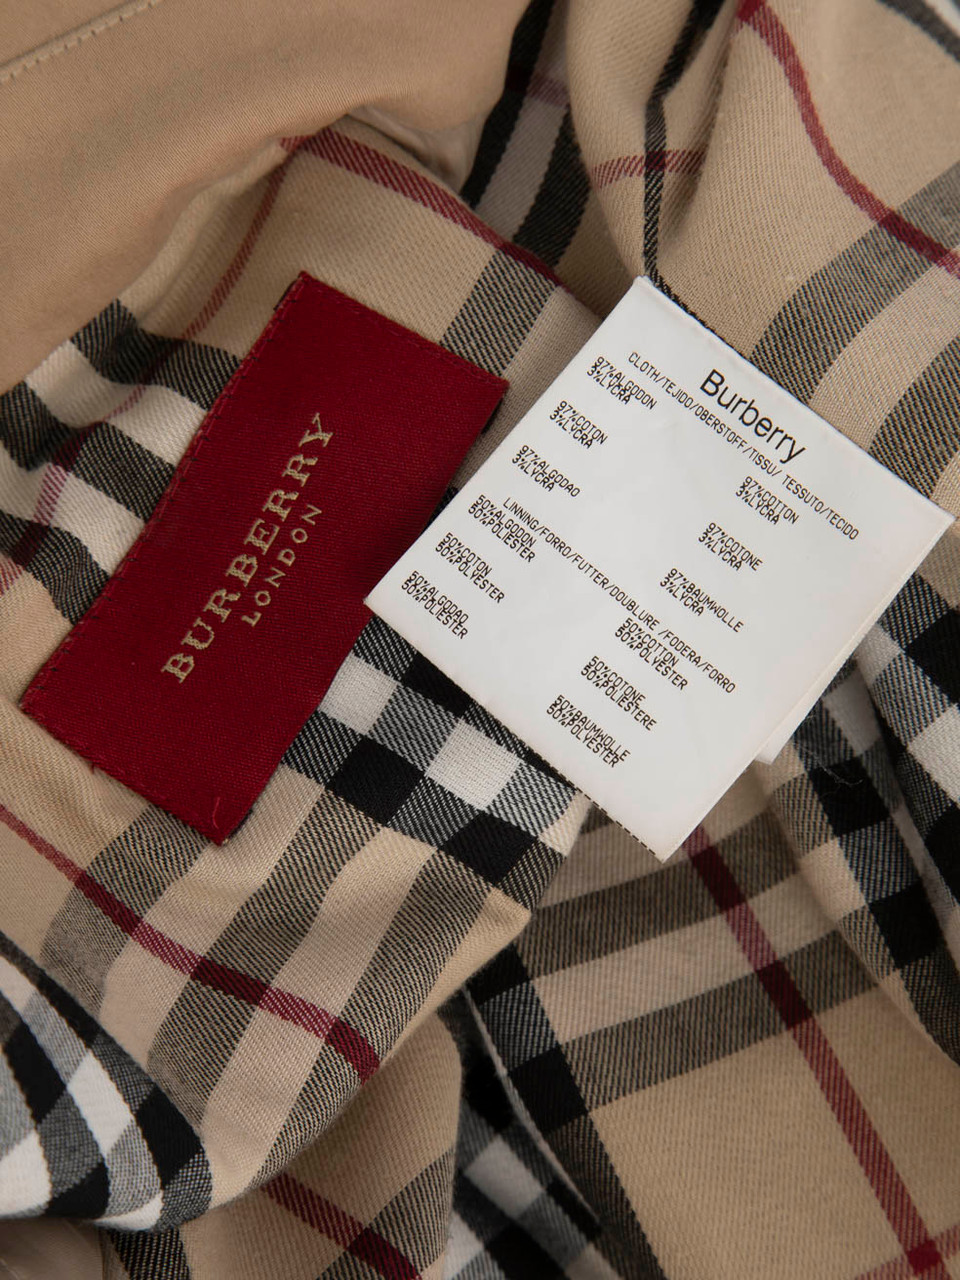 BURBERRY
LONDON
Burberry
CLOTH/TEJIDO/OBERSTOFF/TISSU/ TESSUTO/TECIDO
97%ALGODON
3%LYCRA
97%COTON
3%LYCRA
97%ALGODAO
3%LYCRA
97%COTTON
3%LYCRA
97%COTONE
3%LYCRA
97%BAUMWOLLE
3%LYCRA
LINNING/FORRO/FUTTER/DOUBLURE /FODERA/FORRO
50%ALGODON
50%POLIESTER
50%COTON
50%POLYESTER
50%ALGODAO
50%POLIESTER
50%COTTON
50%POLYESTER
50%COTONE
50%POLIESTERE
50%BAUMWOLLE
50%POLYESTER